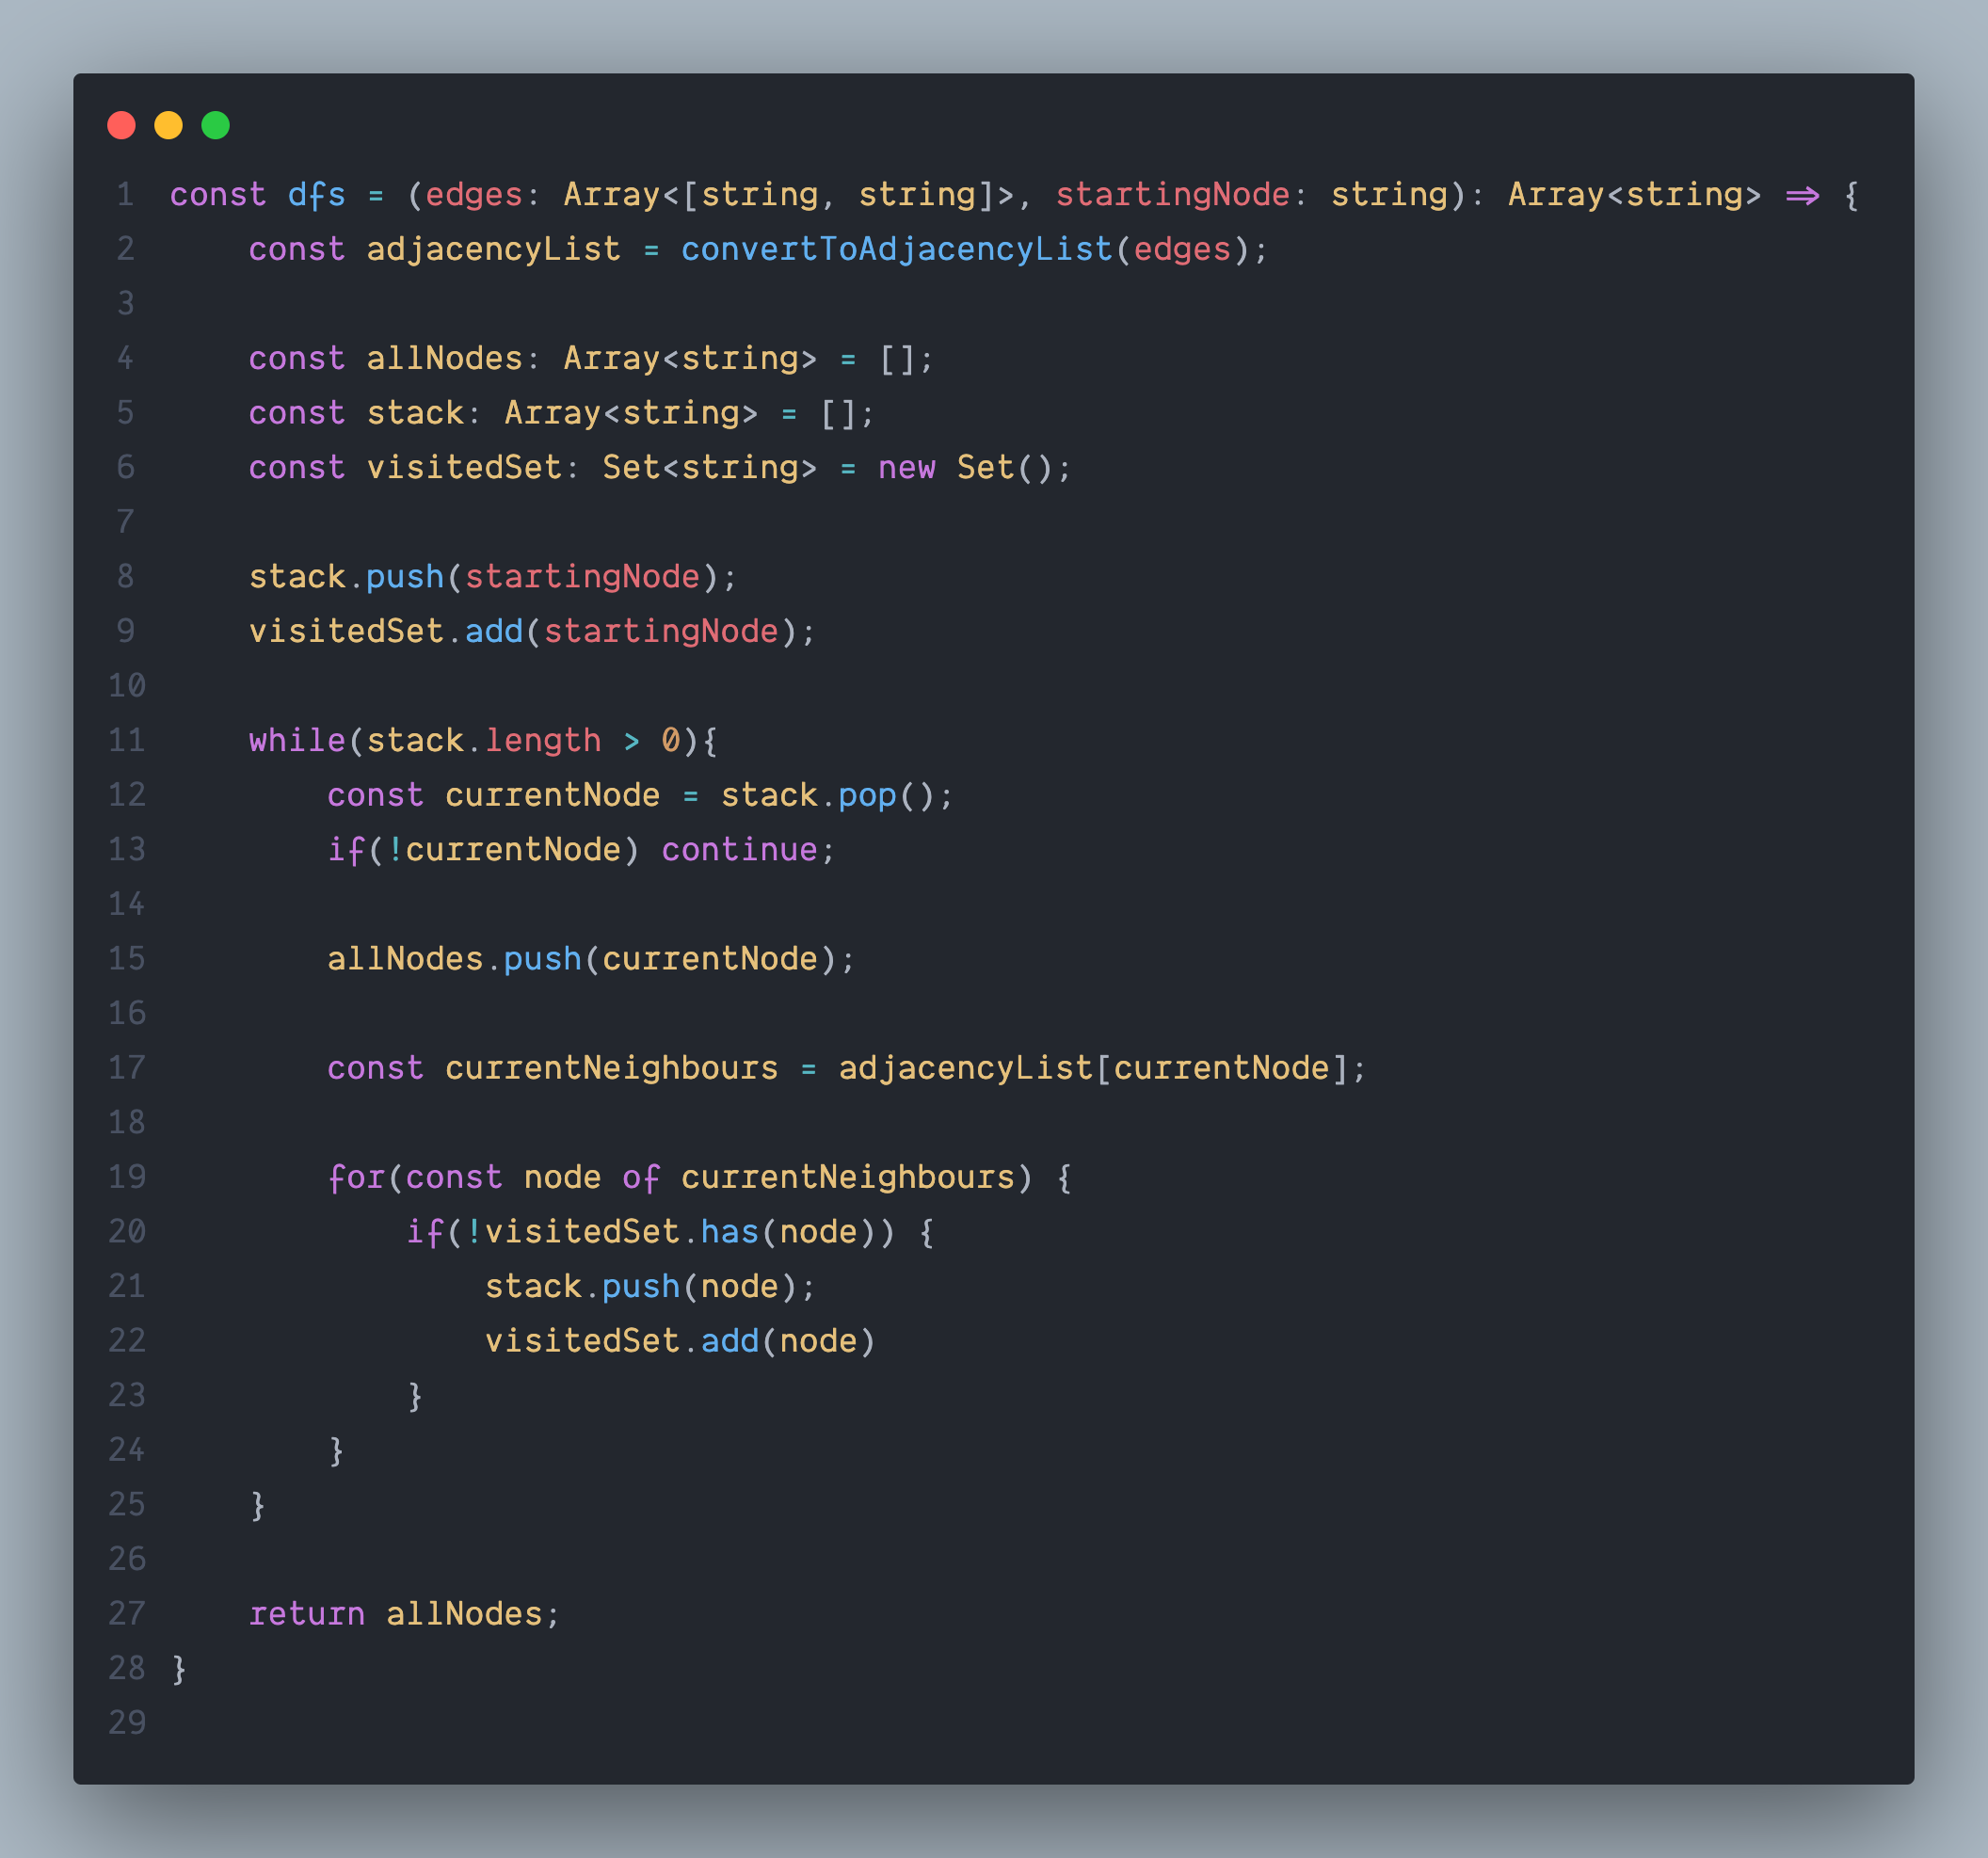 1 const dfs = (edges: Array<[string, string]>, startingNode: string): Array<string> => {
2     const adjacencyList = convertToAdjacencyList(edges);
3
4     const allNodes: Array<string> = [];
5     const stack: Array<string> = [];
6     const visitedSet: Set<string> = new Set();
7
8     stack.push(startingNode);
9     visitedSet.add(startingNode);
10
11     while(stack.length > 0){
12         const currentNode = stack.pop();
13         if(!currentNode) continue;
14
15         allNodes.push(currentNode);
16
17         const currentNeighbours = adjacencyList[currentNode];
18
19         for(const node of currentNeighbours) {
20             if(!visitedSet.has(node)) {
21                 stack.push(node);
22                 visitedSet.add(node)
23             }
24         }
25     }
26
27     return allNodes;
28 }
29